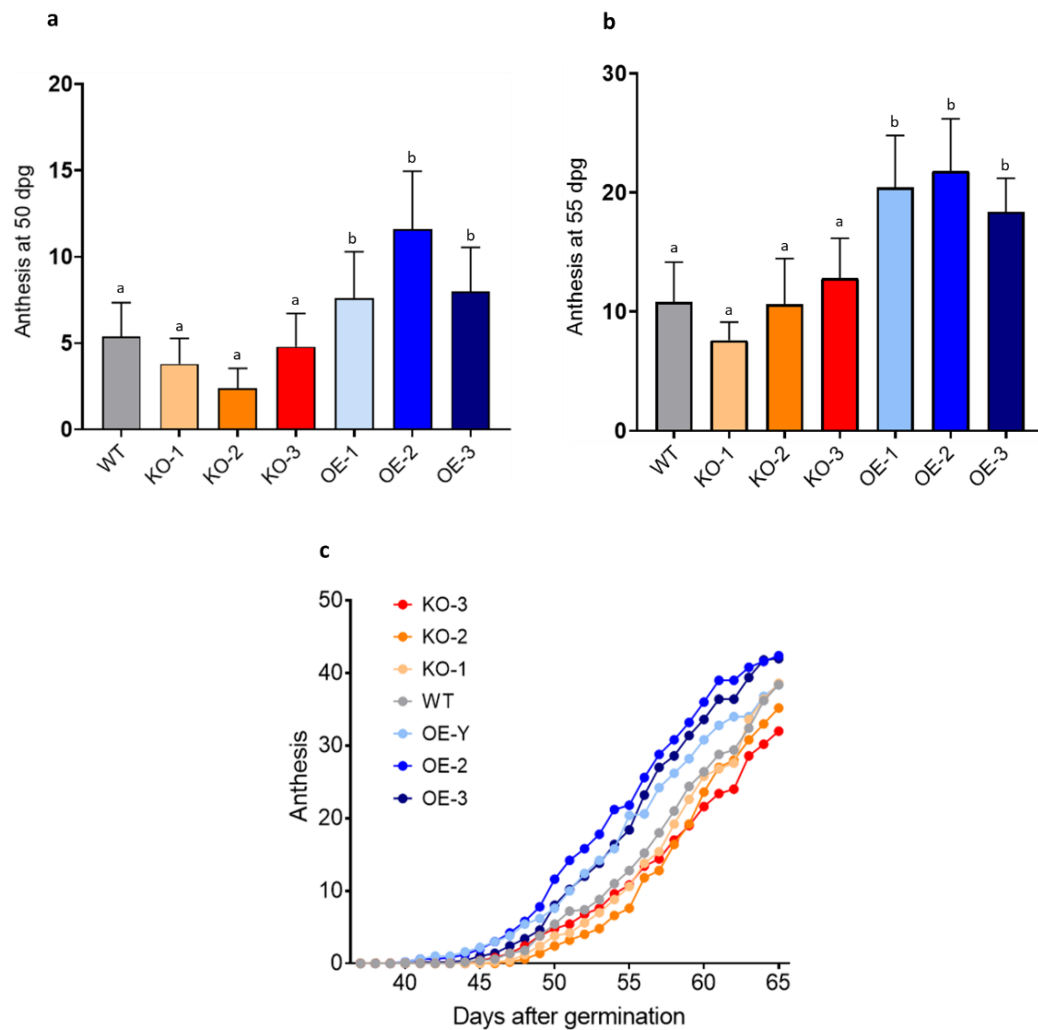 a
Anthesis at 50 dpg
20
15
10
5
0
a
a
a
a
b
b
b
WT
KO-1
KO-2
KO-3
OE-1
OE-2
OE-3
b
Anthesis at 55 dpg
30
20
10
0
a
a
a
a
b
b
b
WT
KO-1
KO-2
KO-3
OE-1
OE-2
OE-3
c
Anthesis
50
40
30
20
10
0
KO-3
KO-2
KO-1
WT
OE-Y
OE-2
OE-3
40 45 50 55 60 65
Days after germination